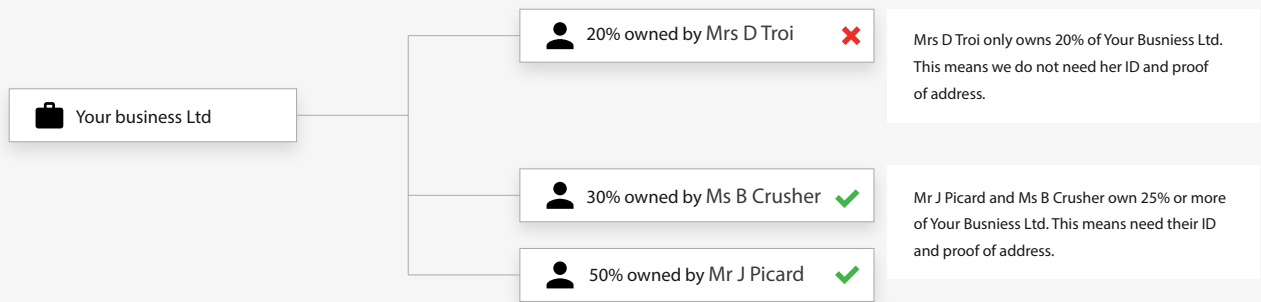 20% owned by Mrs D Troi
Mrs D Troi only owns 20% of Your Busniess Ltd.
This means we do not need her ID and proof
of address.
Your business Ltd
30% owned by Ms B Crusher
Mr J Picard and Ms B Crusher own 25% or more
of Your Busniess Ltd. This means need their ID
and proof of address.
50% owned by Mr J Picard